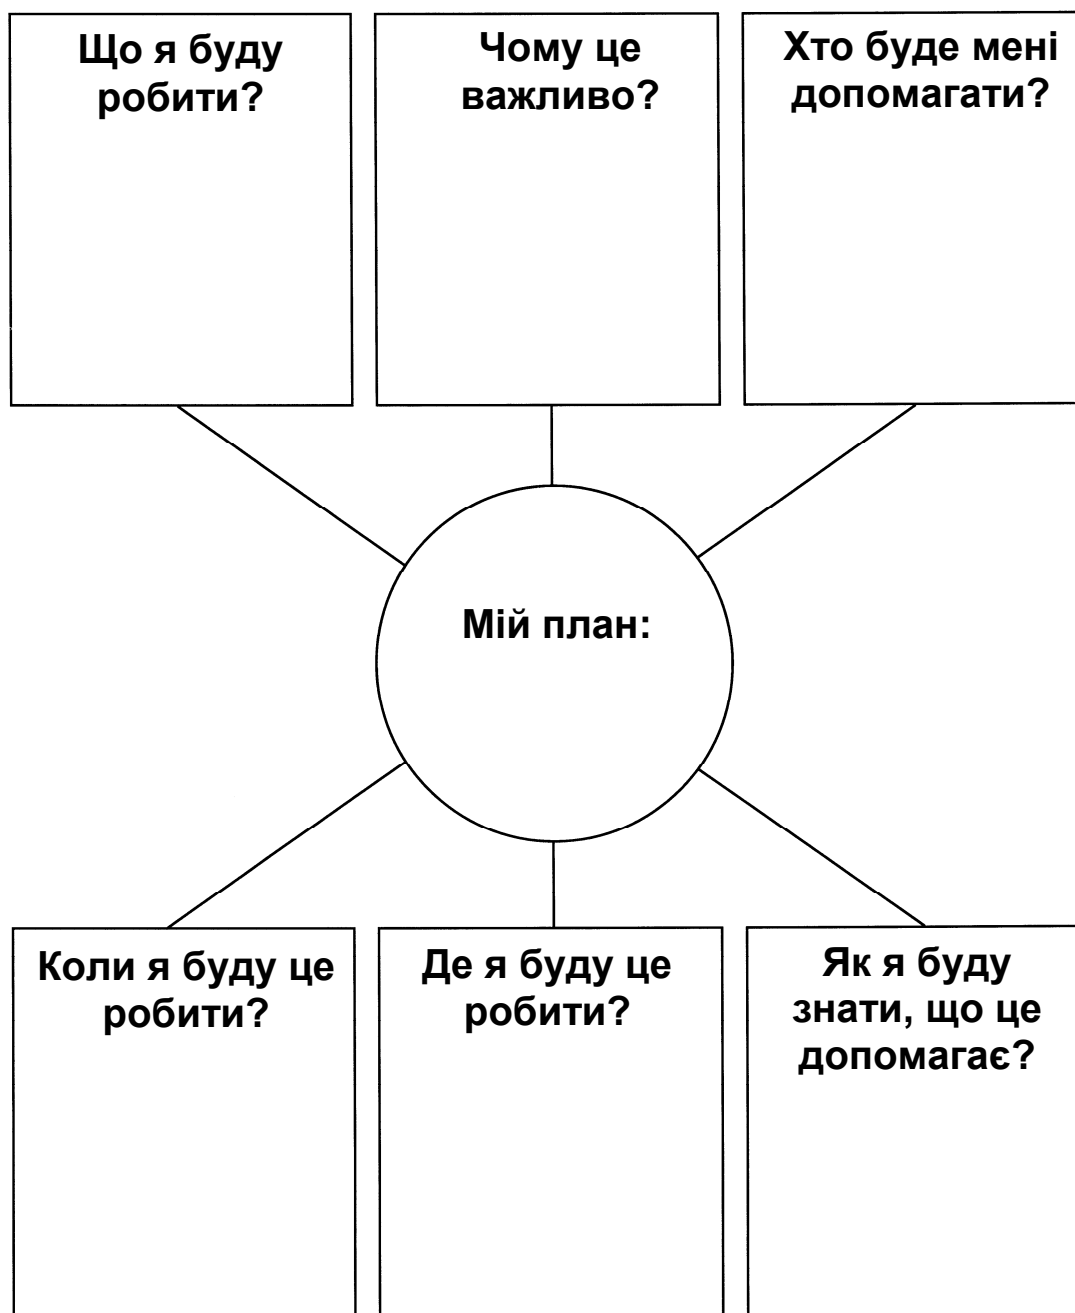 Що я буду
робити?
Чому це
важливо?
Хто буде мені
допомагати?
Мій план:
Коли я буду це
робити?
Де я буду це
робити?
Як я буду
знати, що це
допомагає?